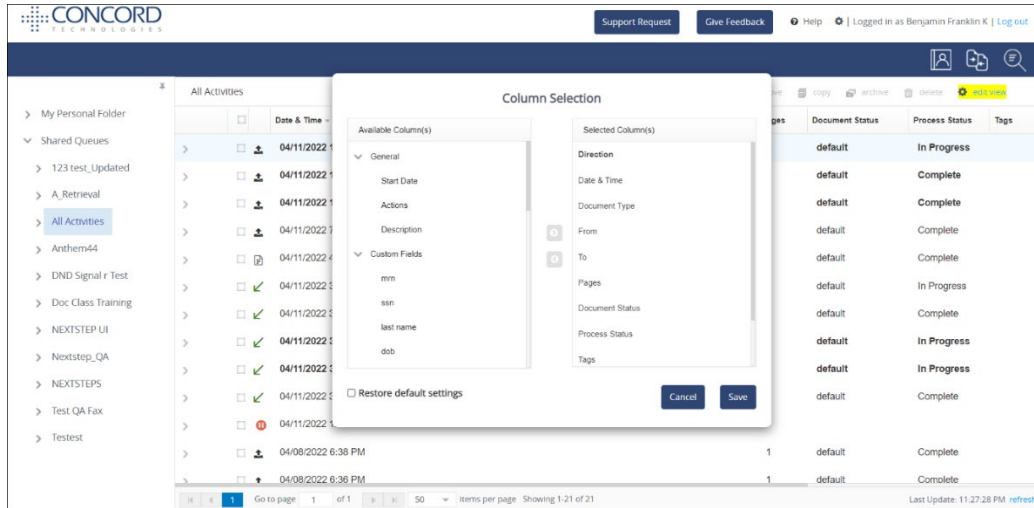 CONCORD
TECHNOLOGIES
Support Request
Give Feedback
Help
Logged in as Benjamin Franklin K | Log out
All Activities
copy
archive
delete
edit view
My Personal Folder
Shared Queues
123 test_Updated
A_Retrieval
All Activities
Anthem44
DND Signal r Test
Doc Class Training
NEXTSTEP UI
Nextstep_QA
NEXTSTEPS
Test QA Fax
Testest
Column Selection
Available Column(s)
General
Start Date
Actions
Description
Custom Fields
mrn
ssn
last name
dob
Selected Column(s)
Direction
Date & Time
Document Type
From
To
Pages
Document Status
Process Status
Tags
Restore default settings
Cancel
Save
Date & Time Document Status Process Status Tags
04/11/2022 default In Progress
04/11/2022 default Complete
04/11/2022 default Complete
04/11/2022 default Complete
04/11/2022 default Complete
04/11/2022 default In Progress
04/11/2022 default Complete
04/11/2022 default In Progress
04/11/2022 default In Progress
04/11/2022 default Complete
04/11/2022
04/08/2022 6:38 PM 1 default Complete
04/08/2022 6:36 PM 1 default Complete
1 Go to page 1 of 1 50 items per page Showing 1-21 of 21
Last Update: 11:27:28 PM refresh